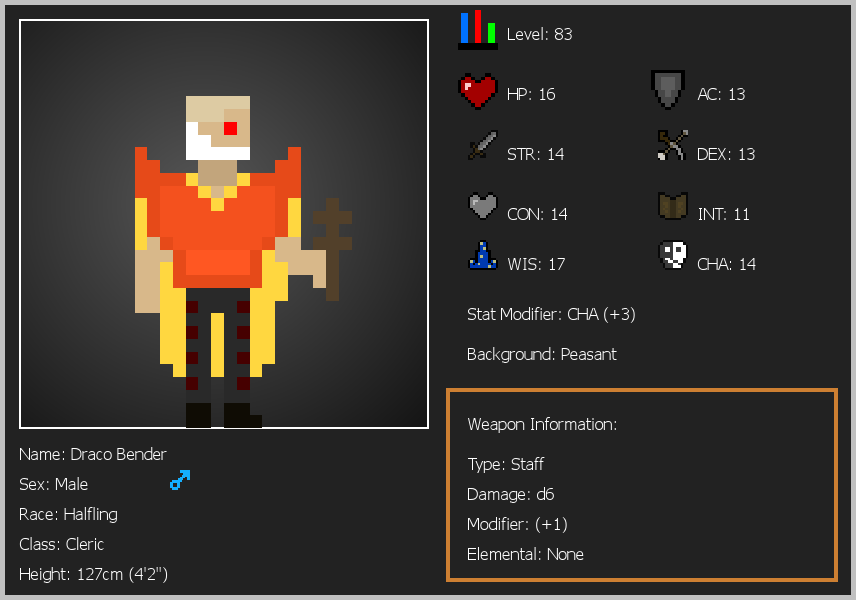 Level: 83
HP: 16
AC: 13
STR: 14
DEX: 13
CON: 14
INT: 11
WIS: 17
CHA: 14
Stat Modifier: CHA (+3)
Background: Peasant
Weapon Information:
Type: Staff
Damage: d6
Modifier: (+1)
Elemental: None
Name: Draco Bender
Sex: Male
Race: Halfling
Class: Cleric
Height: 127cm (4'2")